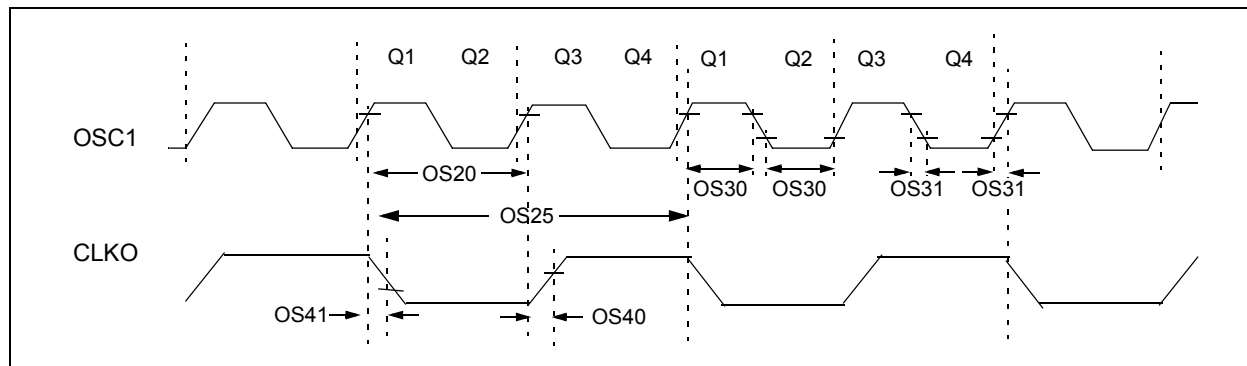 Q1 Q2 Q3 Q4 Q1 Q2 Q3 Q4
OSC1
OS20
OS30 OS30 OS31 OS31
OS25
CLKO
OS41 OS40